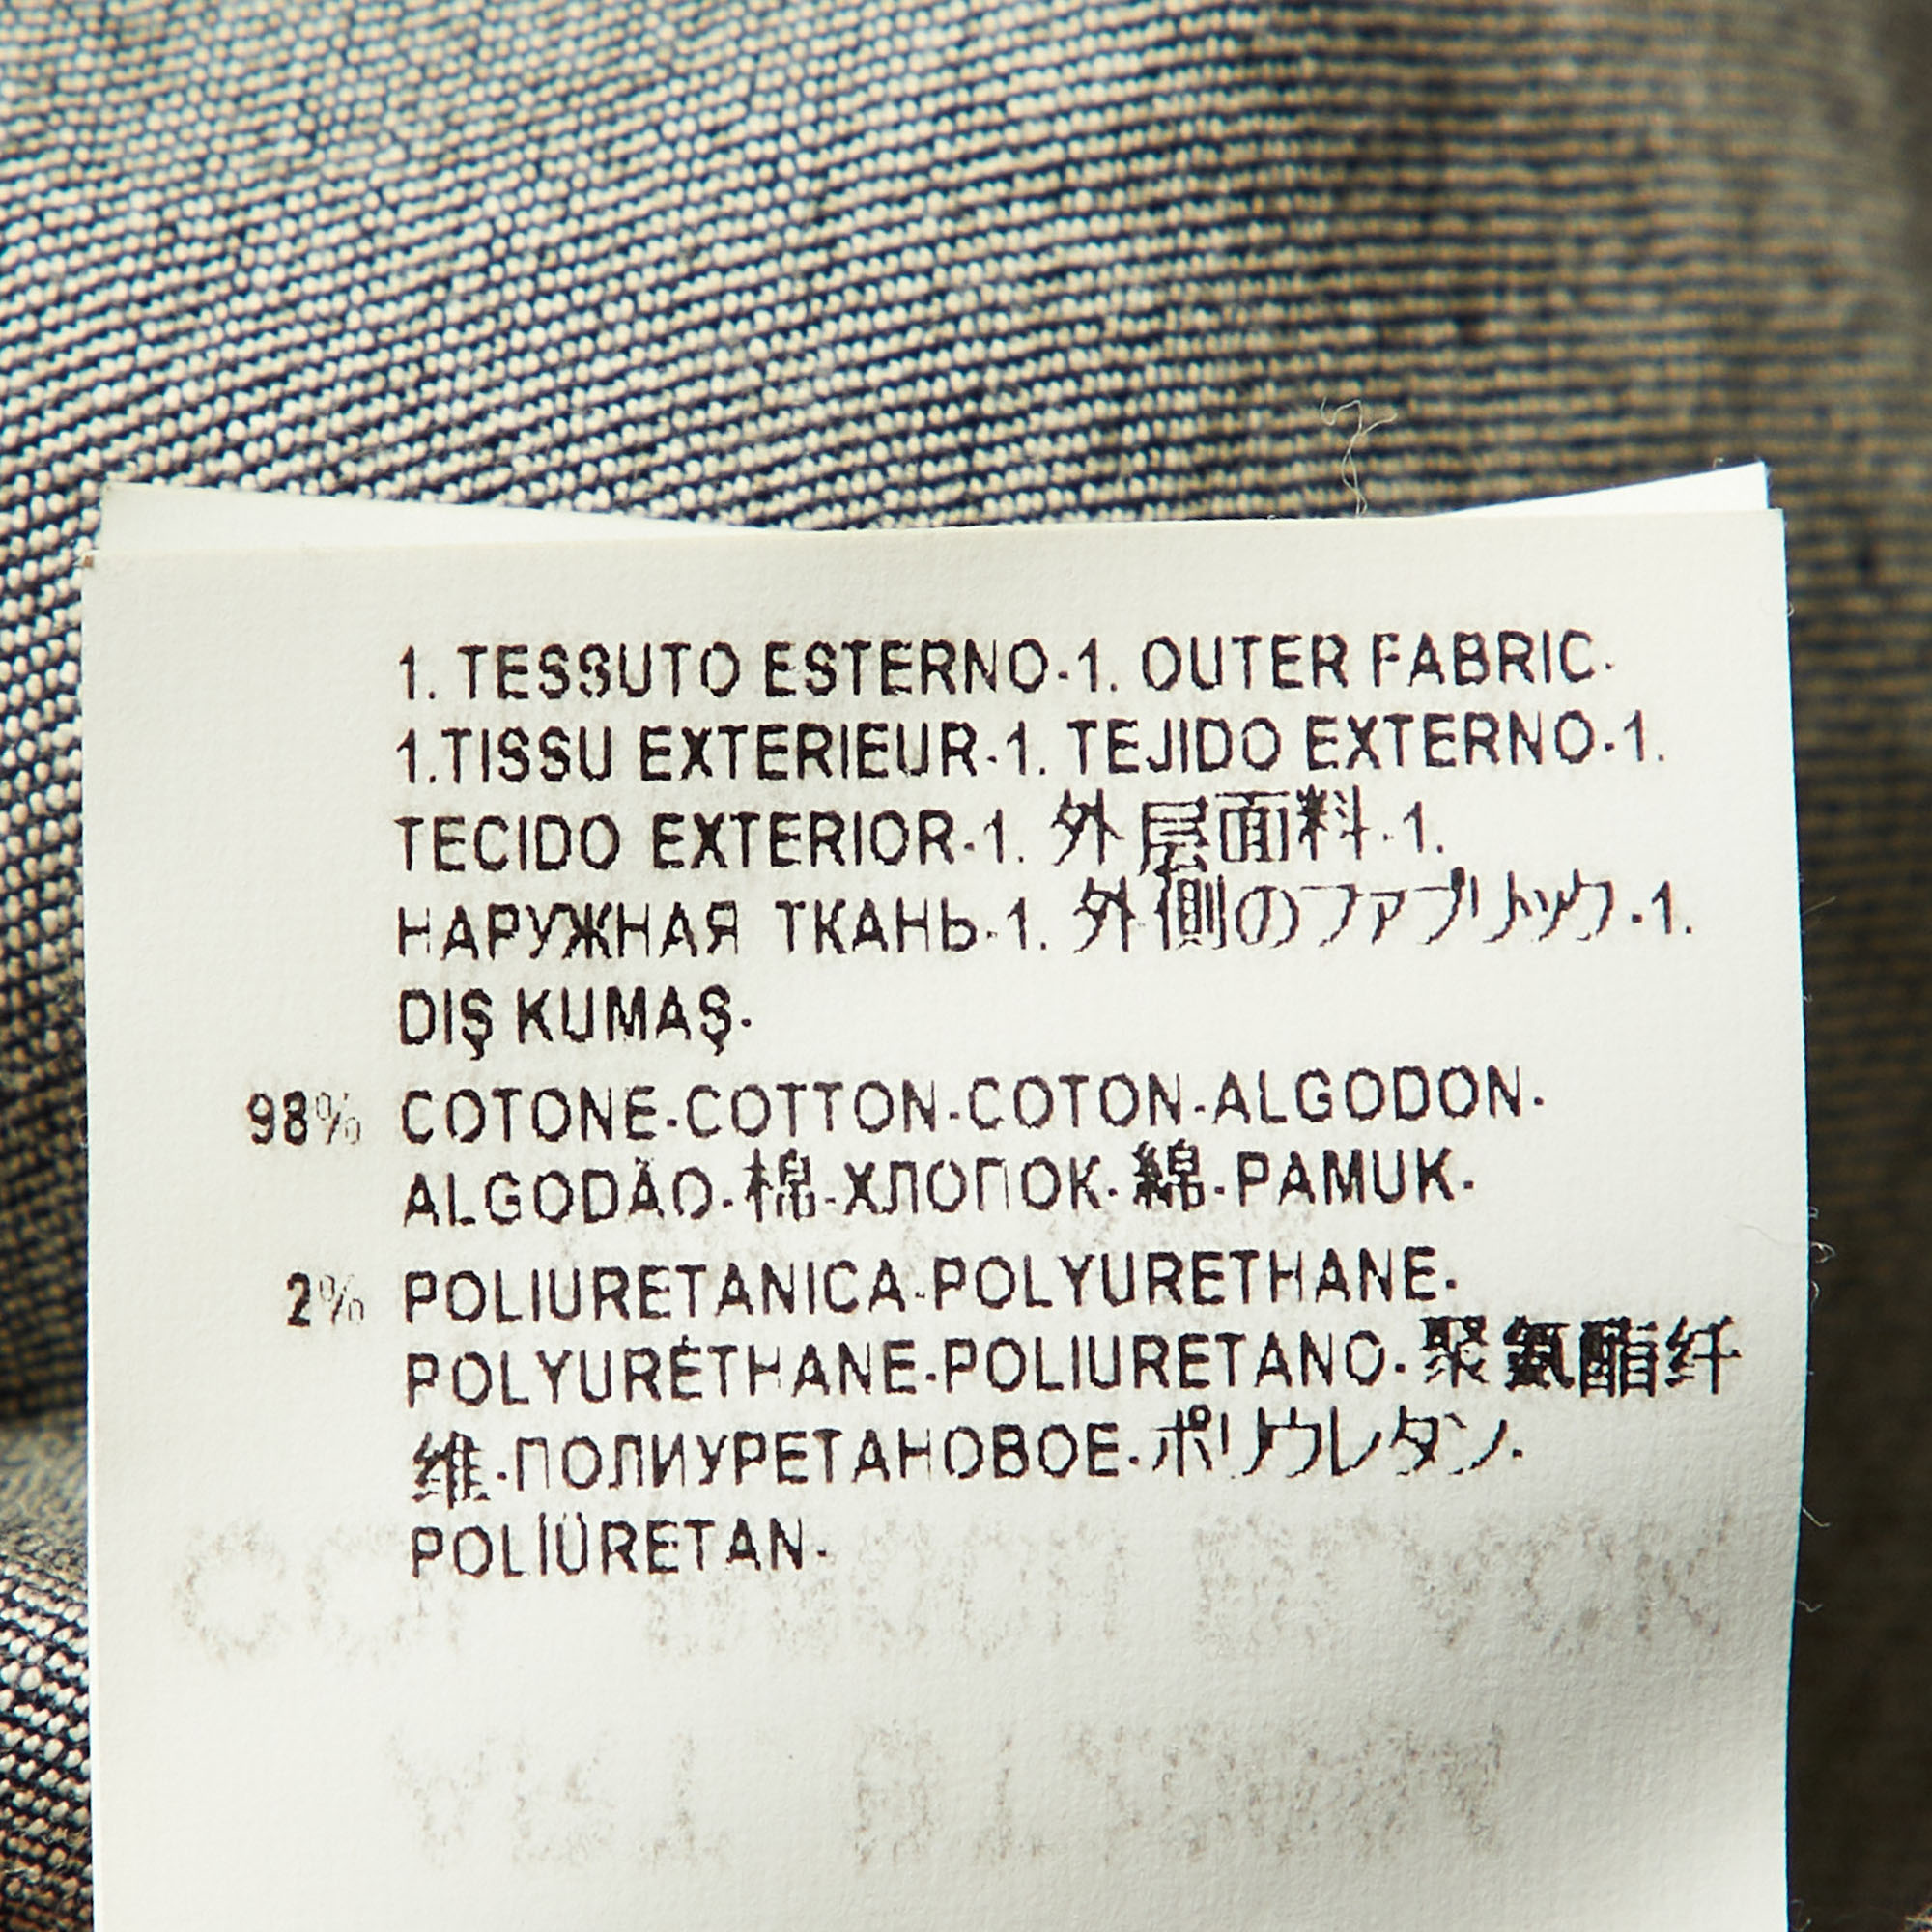 1. TESSUTO ESTERNO-1. OUTER FABRIC-
1.TISSU EXTERIEUR-1. TEJIDO EXTERNO-1.
TECIDO EXTERIOR-1. 外层面料-1.
НАРУЖНАЯ ТКАНЬ-1. 外側のファブリック-1.
DIŞ KUMAŞ-
98% COTONE-COTTON-COTON-ALGODON-
ALGODÃO-棉-ХЛОПОК-綿-PAMUK-
2% POLIURETANICA-POLYURETHANE-
POLYURÉTHANE-POLIURETANO-聚氨酯纤
维-ПОЛИУРЕТАНОВОЕ-ポリウレタン-
POLİÜRETAN-